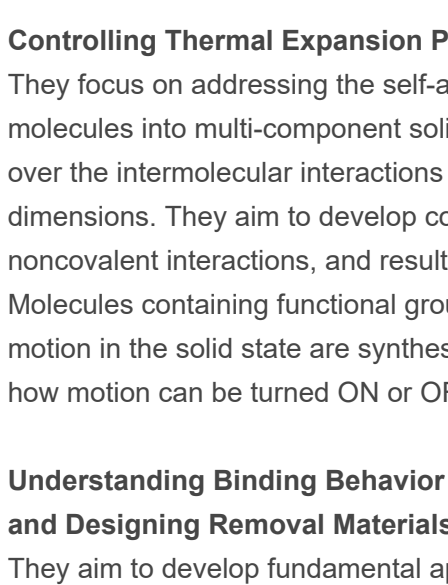 Controlling Thermal Expansion P
They focus on addressing the self-a
molecules into multi-component soli
over the intermolecular interactions
dimensions. They aim to develop co
noncovalent interactions, and result
Molecules containing functional grou
motion in the solid state are synthes
how motion can be turned ON or OF
Understanding Binding Behavior
and Designing Removal Materials
They aim to develop fundamental ap